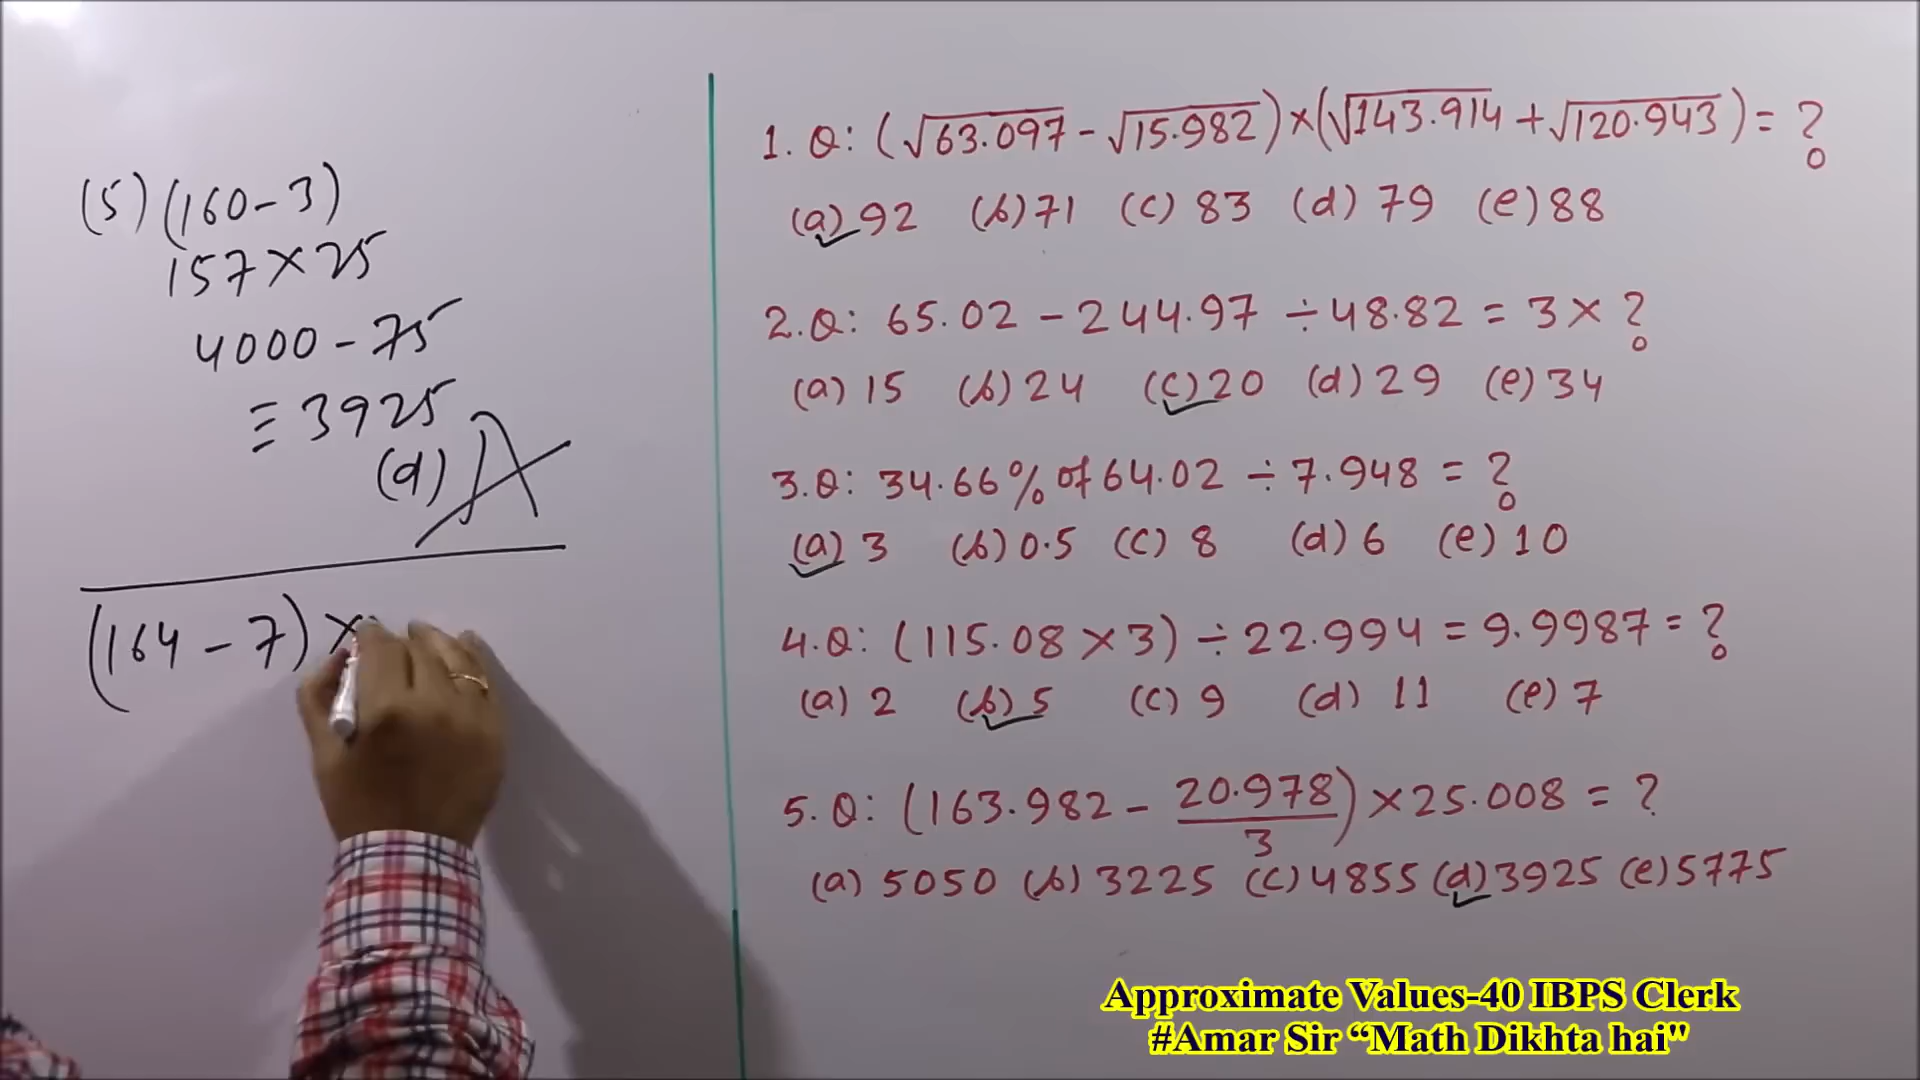 (5) (160-3)
157×25
4000-75
≡ 3925
(d) A
(164 - 7) ×
1. Q: (√63.097 - √15.982) × (√143.914 + √120.943) = ?
(a) 92 (b) 71 (c) 83 (d) 79 (e) 88
2. Q: 65.02 - 244.97 ÷ 48.82 = 3 × ?
(a) 15 (b) 24 (c) 20 (d) 29 (e) 34
3. Q: 34.66% of 64.02 ÷ 7.948 = ?
(a) 3 (b) 0.5 (c) 8 (d) 6 (e) 10
4. Q: (115.08 × 3) ÷ 22.994 = 9.9987 = ?
(a) 2 (b) 5 (c) 9 (d) 11 (e) 7
5. Q: (163.982 - 20.978/3) × 25.008 = ?
(a) 5050 (b) 3225 (c) 4855 (d) 3925 (e) 5775
Approximate Values-40 IBPS Clerk
#Amar Sir “Math Dikhta hai"